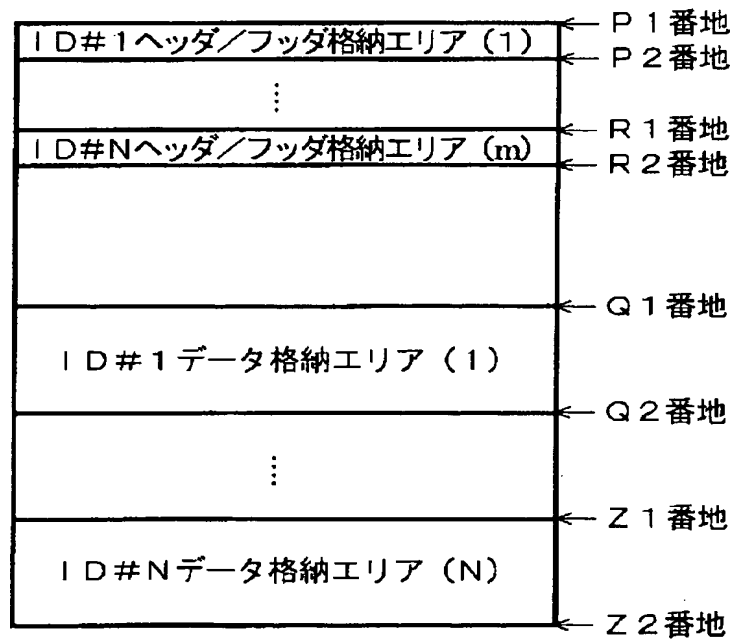 ID#1ヘッダ/フッダ格納エリア(1)
P1番地
P2番地
⋮
R1番地
ID#Nヘッダ/フッダ格納エリア(m)
R2番地
Q1番地
ID#1データ格納エリア(1)
Q2番地
⋮
Z1番地
ID#Nデータ格納エリア(N)
Z2番地